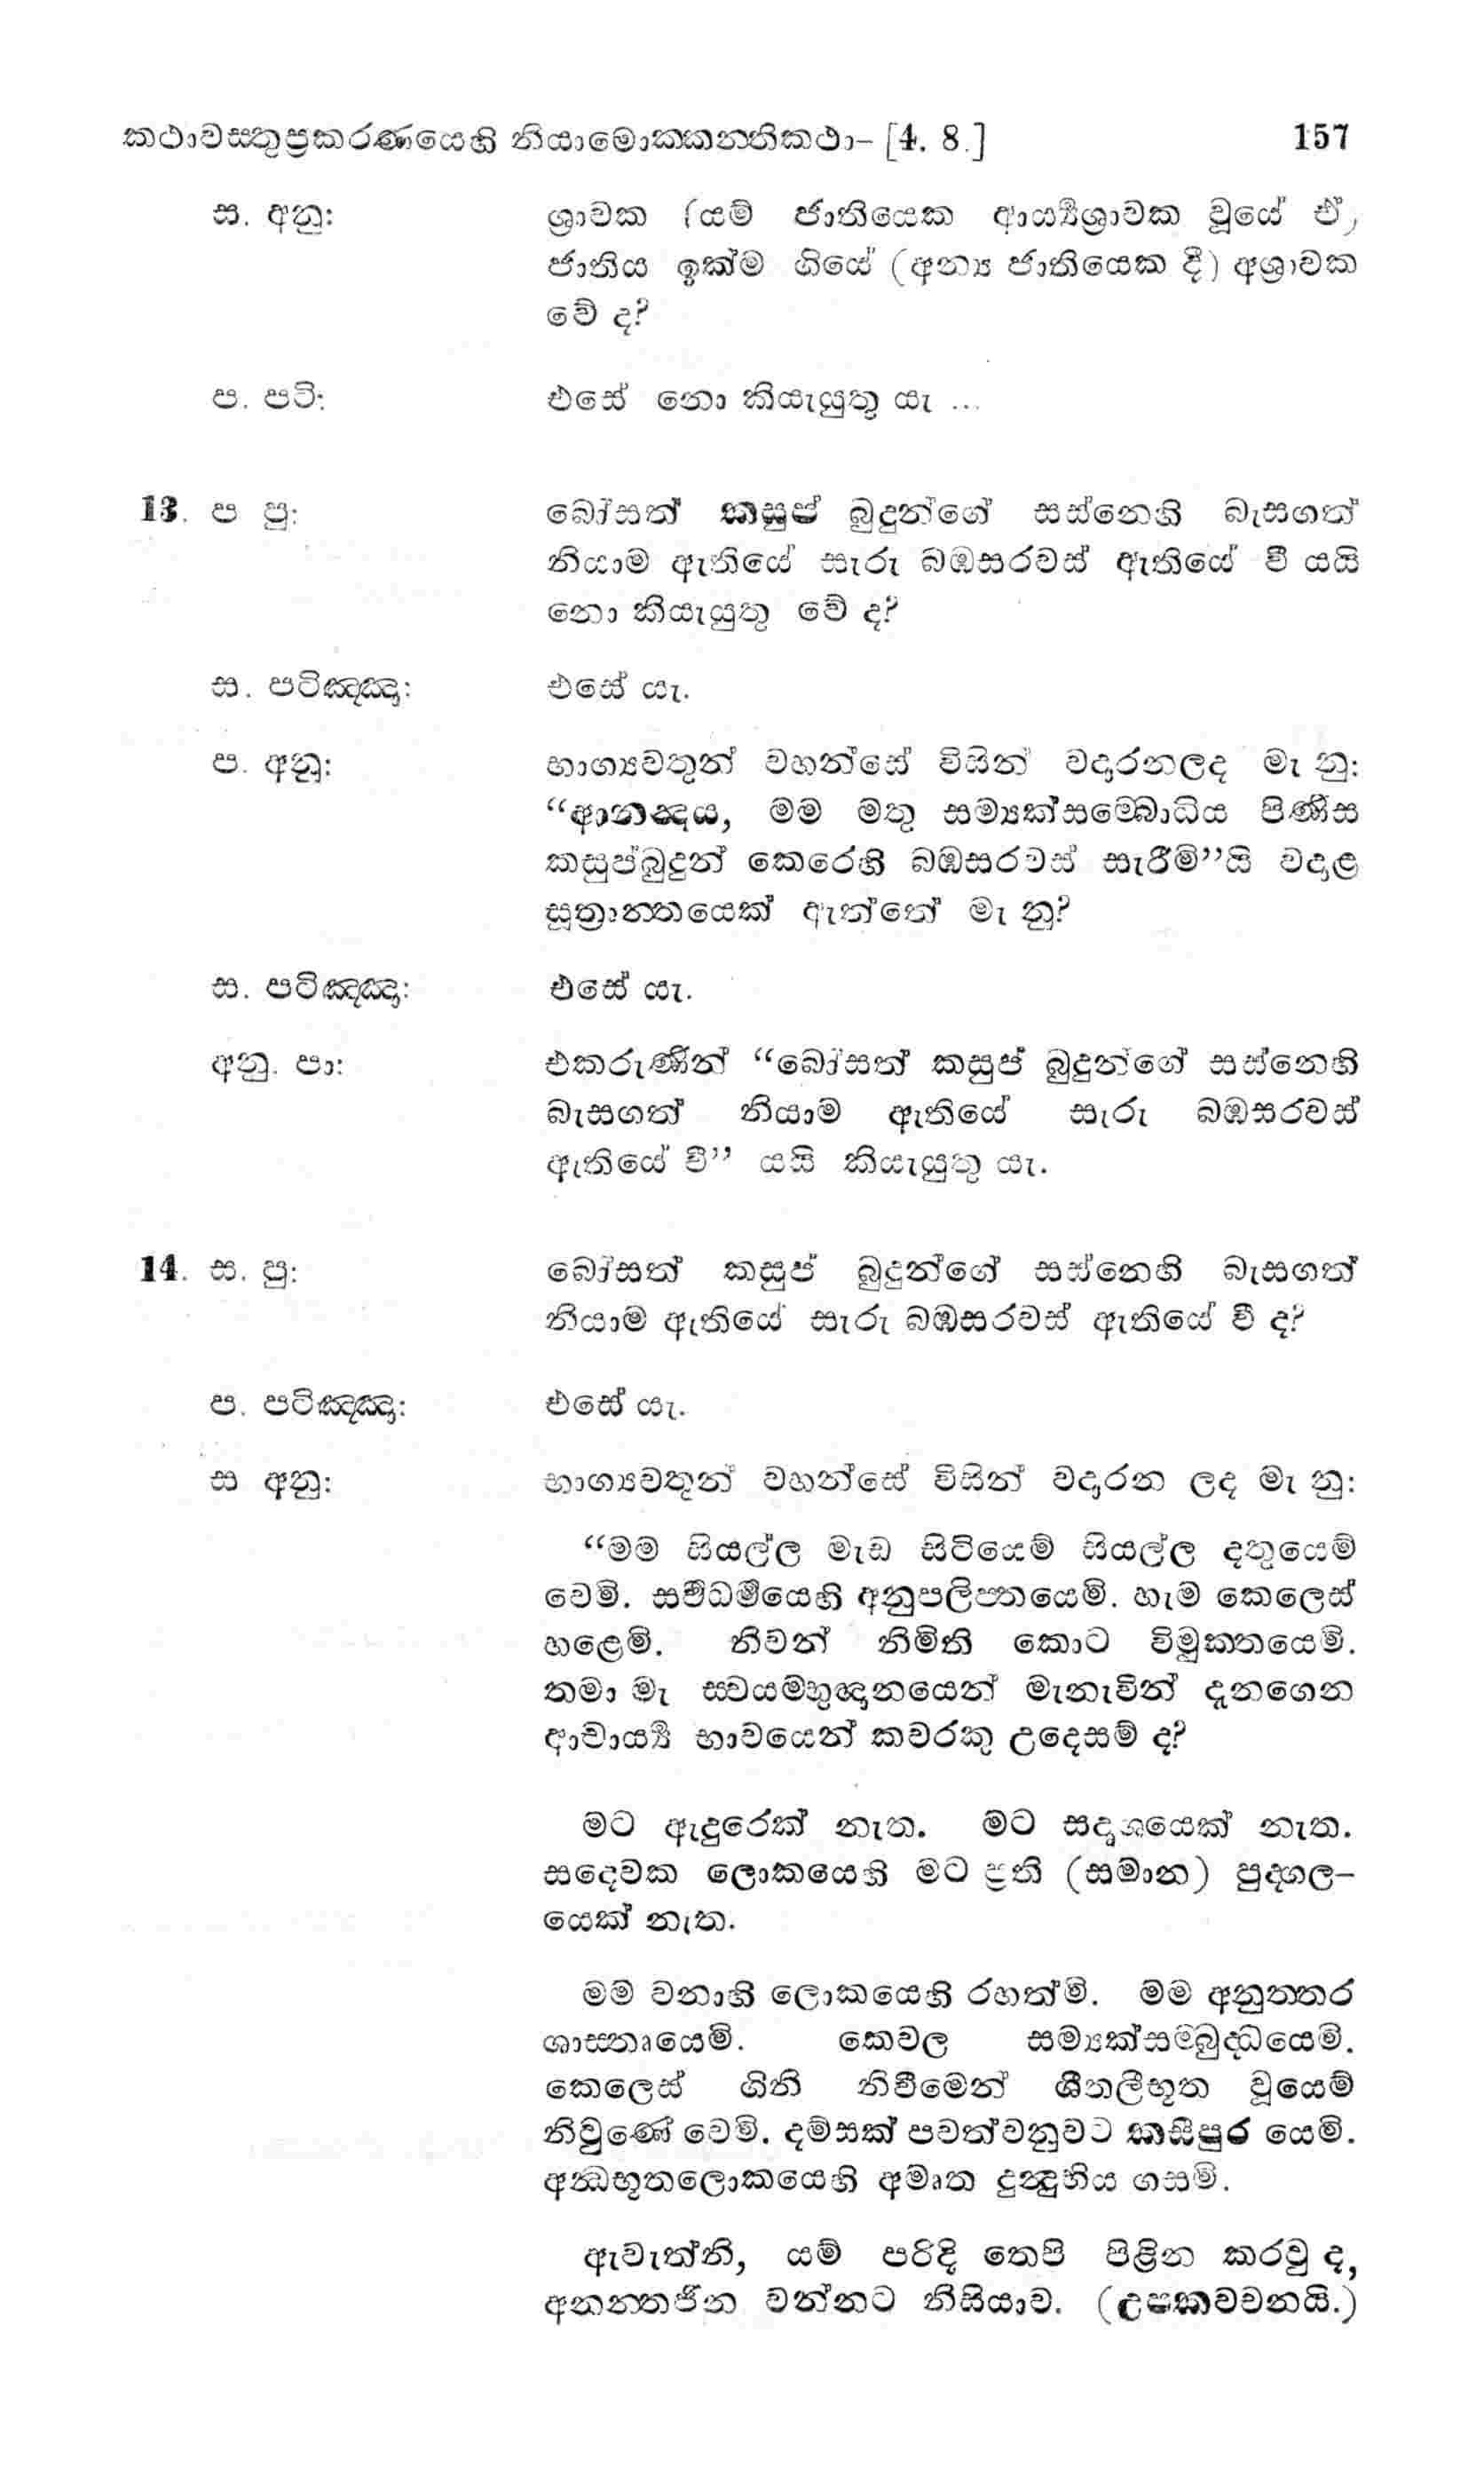 කථාවස්තුප්‍රකරණයෙහි නියාමොක්කන්තිකථා– [4. 8.] 157
ස. අනු: ශ්‍රාවක (යම් ජාතියෙක ආර්‍ය්‍යශ්‍රාවක වූයේ ඒ)
ජාතිය ඉක්ම ගියේ (අන්‍ය ජාතියෙක දී) අශ්‍රාවක
වේ ද?
ප. පටි: එසේ නො කියැයුතු යැ ...
13. ප පු: බෝසත් කසුප් බුදුන්ගේ සස්නෙහි බැසගත්
නියාම ඇතියේ සැරූ බඹසරවස් ඇතියේ වී යයි
නො කියැයුතු වේ ද?
ස. පටිඤ්ඤා: එසේ යැ.
ප. අනු: භාග්‍යවතුන් වහන්සේ විසින් වදාරනලද මැ නු:
“ආනන්‍දය, මම මතු සම්‍යක්සම්බොධිය පිණිස
කසුප්බුදුන් කෙරෙහි බඹසරවස් සැරීමි”යි වදාළ
සූත්‍රාන්තයෙක් ඇත්තේ මැ නු?
ස. පටිඤ්ඤා: එසේ යැ.
අනු. පා: එකරුණින් “බෝසත් කසුප් බුදුන්ගේ සස්නෙහි
බැසගත් නියාම ඇතියේ සැරූ බඹසරවස්
ඇතියේ වී” යයි කියැයුතු යැ.
14. ස. පු: බෝසත් කසුප් බුදුන්ගේ සස්නෙහි බැසගත්
නියාම ඇතියේ සැරූ බඹසරවස් ඇතියේ වී ද?
ප. පටිඤ්ඤා: එසේ යැ.
ස අනු: භාග්‍යවතුන් වහන්සේ විසින් වදාරන ලද මැ නු:
“මම සියල්ල මැඩ සිටියෙම් සියල්ල දතුයෙම්
වෙමි. සර්‍වධර්‍මයෙහි අනුපලිප්තයෙමි. හැම කෙලෙස්
හළෙමි. නිවන් නිමිති කොට විමුක්තයෙමි.
තමා මැ ස්වයම්භුඥානයෙන් මැනැවින් දැනගෙන
ආචාර්‍ය්‍ය භාවයෙන් කවරකු උදෙසම් ද?
මට ඇදුරෙක් නැත. මට සදෘශයෙක් නැත.
සදෙවක ලොකයෙහි මට ප්‍රති (සමාන) පුද්ගල–
යෙක් නැත.
මම් වනාහි ලොකයෙහි රහත්මි. මම අනුත්තර
ශාස්තෘයෙමි. කෙවල සම්‍යක්සම්බුද්ධයෙමි.
කෙලෙස් ගිනි නිවීමෙන් ශීතලීභූත වූයෙම්
නිවුණේ වෙමි. දම්සක් පවත්වනුවට කසීපුර යෙමි.
අන්ධභූතලොකයෙහි අමෘත දුන්දුභිය ගසමි.
ඇවැත්නි, යම් පරිදි තෙපි පිළින කරවු ද,
අනන්තජින වන්නට නිසියාව. (උපකවචනයි.)